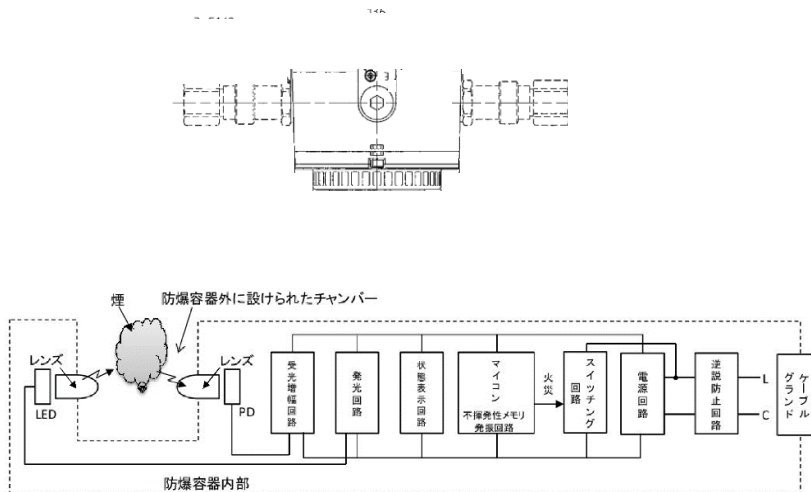 煙
防爆容器外に設けられたチャンバー
レンズ
レンズ
LED
PD
受光増幅回路
発光回路
状態表示回路
マイコン
不揮発性メモリ
発振回路
火災
スイッチング
回路
電源回路
逆説防止回路
L
C
ケーブル
グランド
防爆容器内部